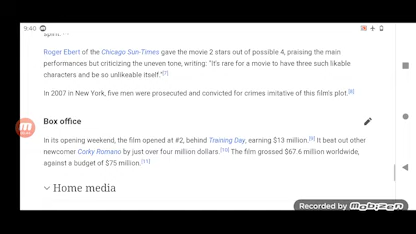 9:40
Roger Ebert of the Chicago Sun-Times gave the movie 2 stars out of possible 4, praising the main
performances but criticizing the uneven tone, writing: "it's rare for a movie to have three such likable
characters and be so unlikeable itself."[7]
In 2007 in New York, five men were prosecuted and convicted for crimes imitative of this film's plot.[8]
Box office
In its opening weekend, the film opened at #2, behind Training Day, earning $13 million.[9] It beat out other
newcomer Corky Romano by just over four million dollars.[10] The film grossed $67.6 million worldwide,
against a budget of $75 million.[11]
Home media
Recorded by Mobizen